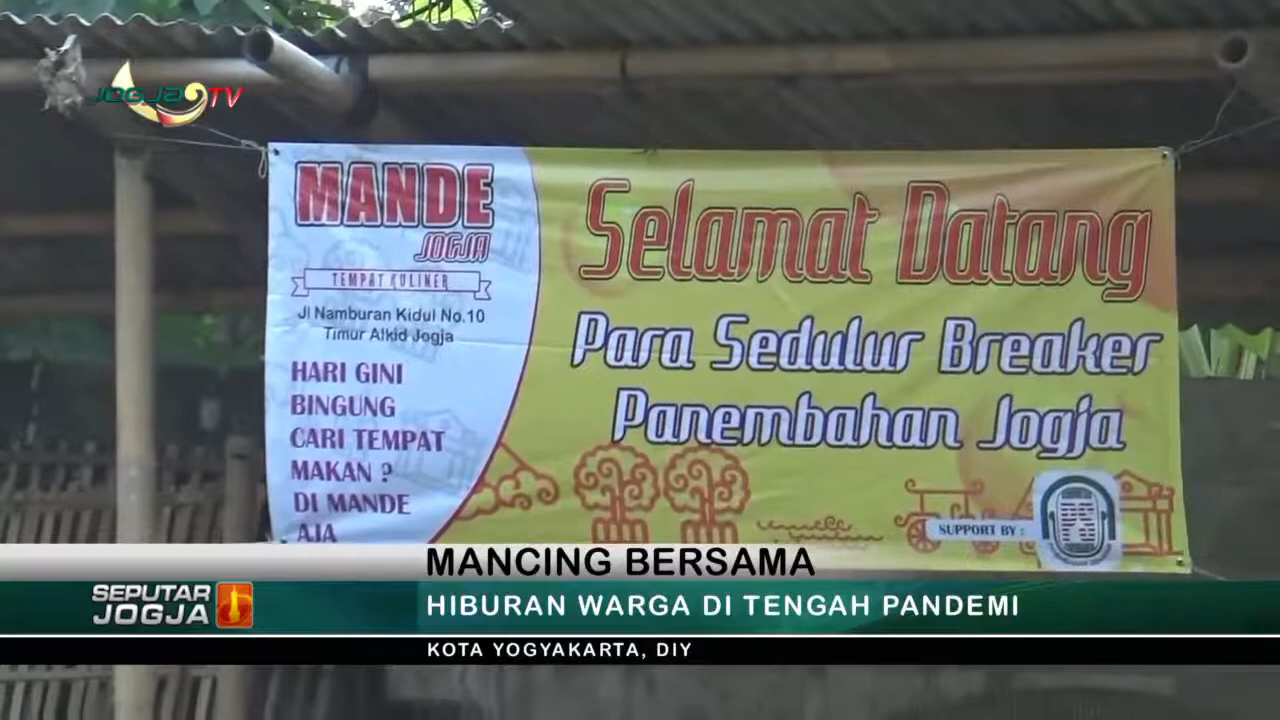 JOGJA TV
MANDE
JOGJA
TEMPAT KULINER
Jl Namburan Kidul No.10
Timur Alkid Jogja
HARI GINI
BINGUNG
CARI TEMPAT
MAKAN ?
DI MANDE
AJA
Selamat Datang
Para Sedulur Breaker
Panembahan Jogja
SUPPORT BY :
MANCING BERSAMA
SEPUTAR
JOGJA
HIBURAN WARGA DI TENGAH PANDEMI
KOTA YOGYAKARTA, DIY